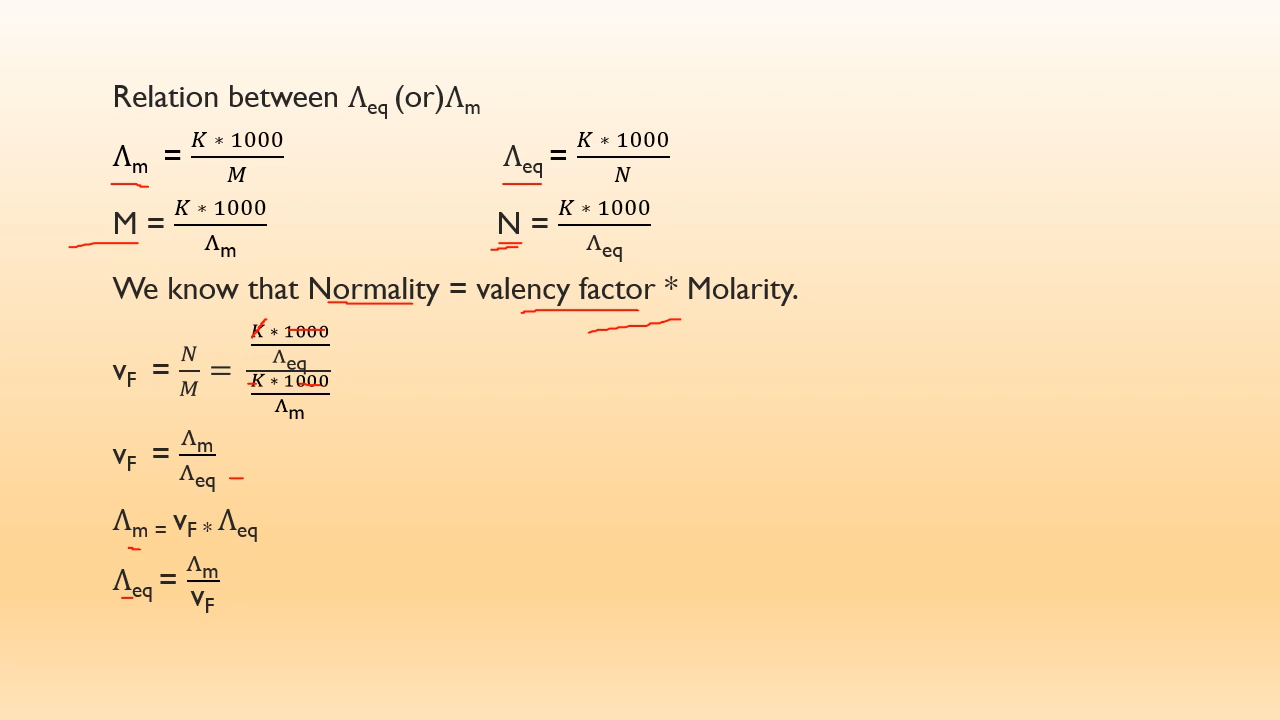 Relation between Λeq (or)Λm
Λm = K * 1000 / M    Λeq = K * 1000 / N
M = K * 1000 / Λm    N = K * 1000 / Λeq
We know that Normality = valency factor * Molarity.
vF = N / M = (K * 1000 / Λeq) / (K * 1000 / Λm)
vF = Λm / Λeq
Λm = vF * Λeq
Λeq = Λm / vF